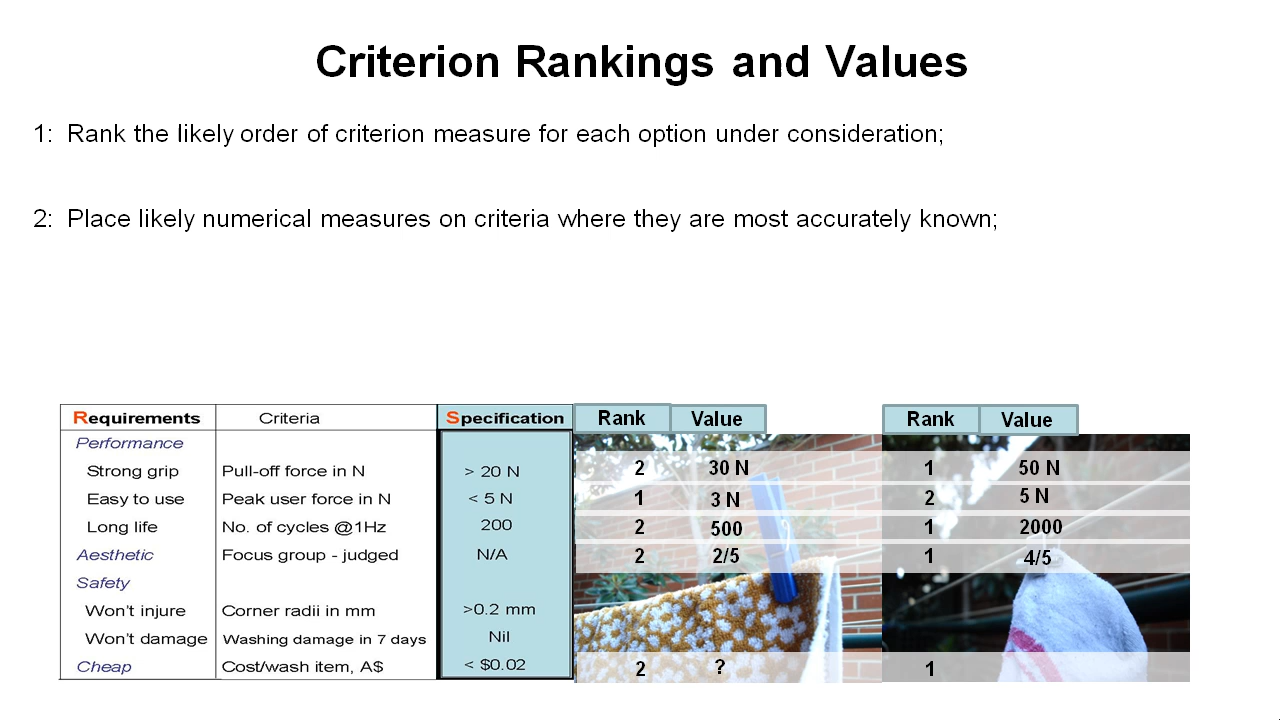 Criterion Rankings and Values
1: Rank the likely order of criterion measure for each option under consideration;
2: Place likely numerical measures on criteria where they are most accurately known;
Requirements Criteria Specification Rank Value Rank Value
Performance
Strong grip Pull-off force in N > 20 N 2 30 N 1 50 N
Easy to use Peak user force in N < 5 N 1 3 N 2 5 N
Long life No. of cycles @1Hz 200 2 500 1 2000
Aesthetic Focus group - judged N/A 2 2/5 1 4/5
Safety
Won't injure Corner radii in mm >0.2 mm
Won't damage Washing damage in 7 days Nil
Cheap Cost/wash item, A$ < $0.02 2 ? 1